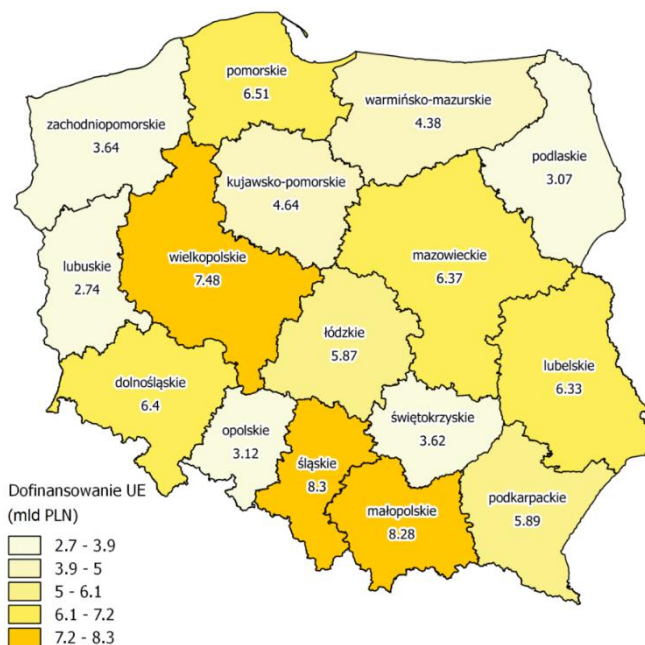 pomorskie
6.51
warmińsko-mazurskie
4.38
zachodniopomorskie
3.64
podlaskie
3.07
kujawsko-pomorskie
4.64
wielkopolskie
7.48
mazowieckie
6.37
lubuskie
2.74
łódzkie
5.87
lubelskie
6.33
dolnośląskie
6.4
opolskie
3.12
świętokrzyskie
3.62
śląskie
8.3
małopolskie
8.28
podkarpackie
5.89
Dofinansowanie UE
(mld PLN)
2.7 - 3.9
3.9 - 5
5 - 6.1
6.1 - 7.2
7.2 - 8.3